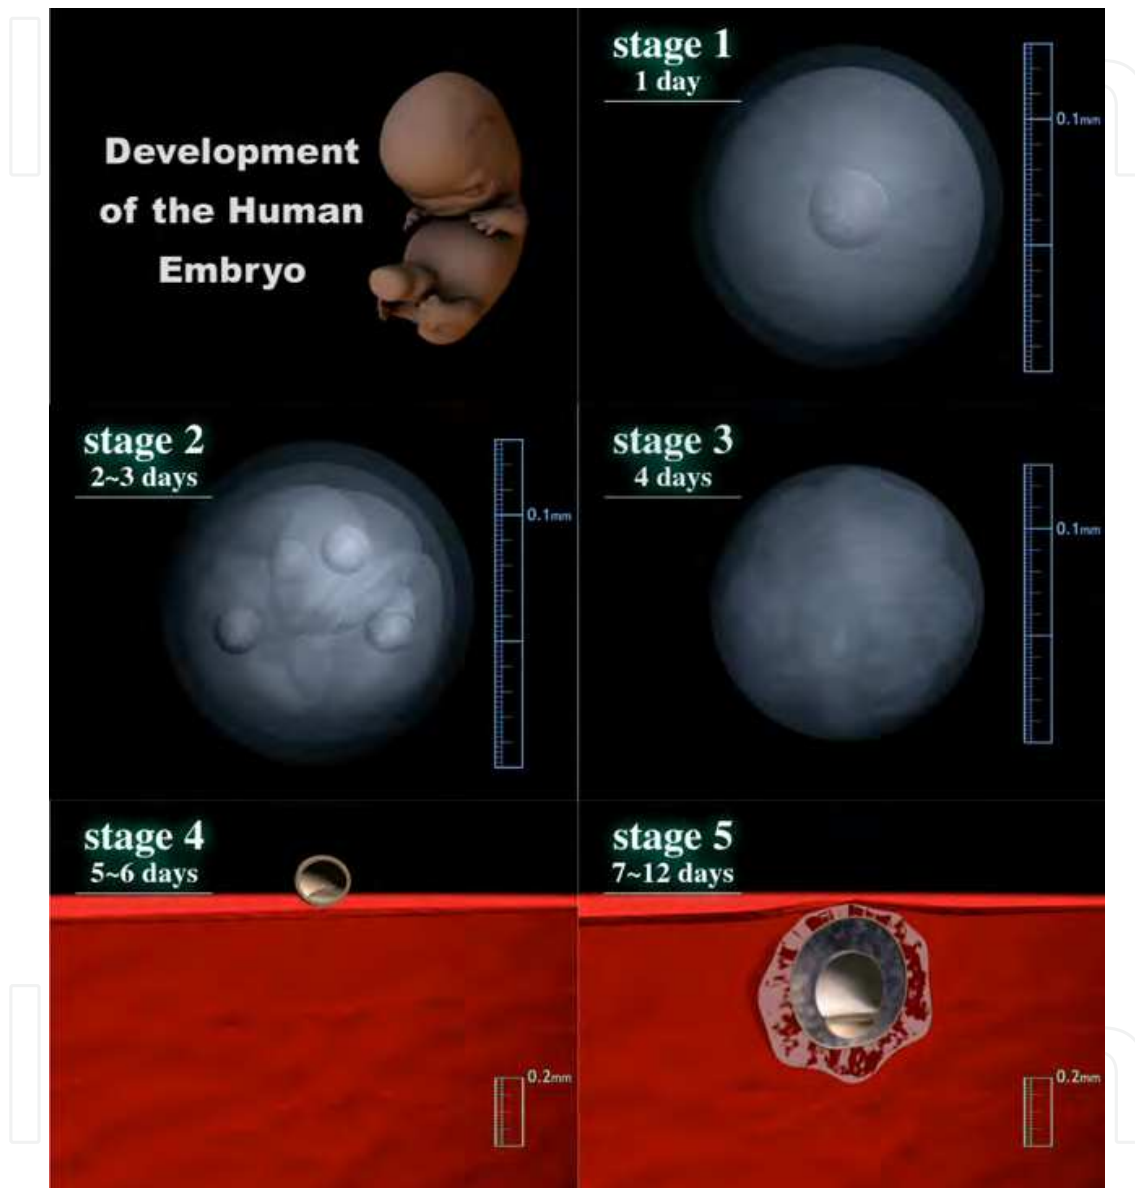 Development
of the Human
Embryo
stage 1
1 day
0.1mm
stage 2
2~3 days
0.1mm
stage 3
4 days
0.1mm
stage 4
5~6 days
0.2mm
stage 5
7~12 days
0.2mm